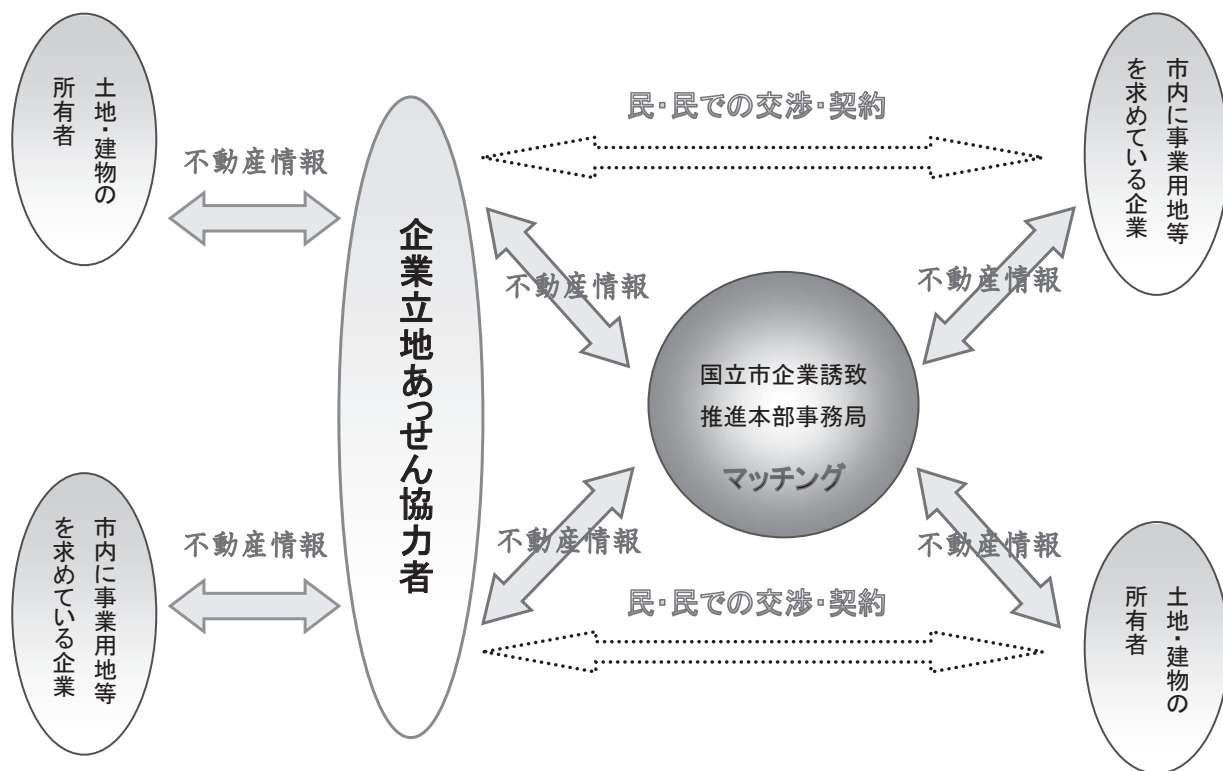 土地・建物の
所有者
不動産情報
民・民での交渉・契約
市内に事業用地等
を求めている企業
企業立地あっせん協力者
不動産情報
不動産情報
国立市企業誘致
推進本部事務局
マッチング
市内に事業用地等
を求めている企業
不動産情報
不動産情報
不動産情報
民・民での交渉・契約
土地・建物の
所有者